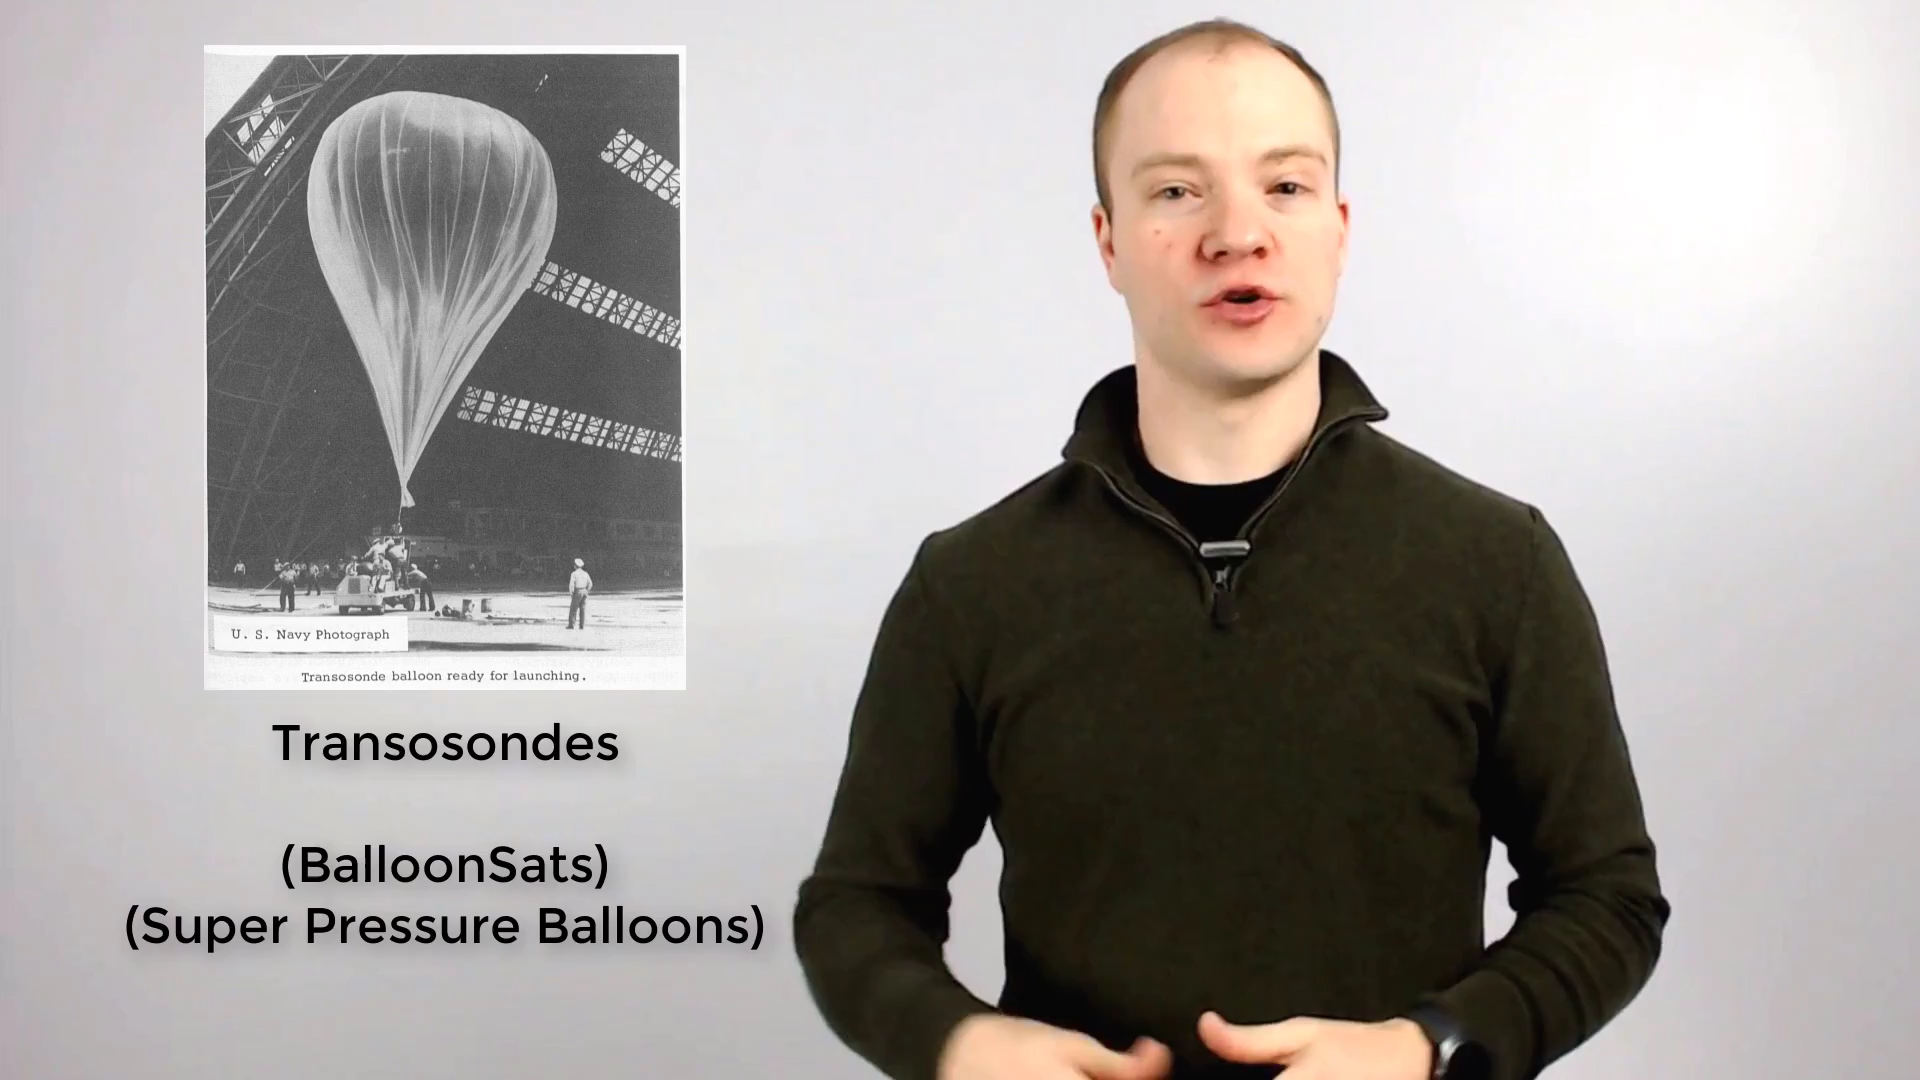 U. S. Navy Photograph
Transosonde balloon ready for launching.
Transosondes
(BalloonSats)
(Super Pressure Balloons)